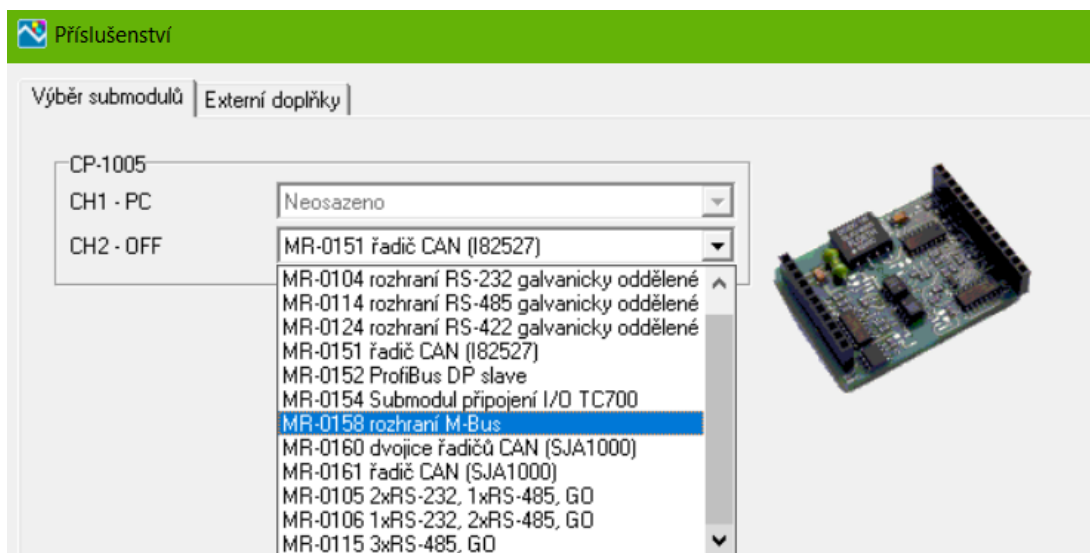 Příslušenství
Výběr submodulů
Externí doplňky
CP-1005
CH1 - PC
Neosazeno
CH2 - OFF
MR-0151 řadič CAN (I82527)
MR-0104 rozhraní RS-232 galvanicky oddělené
MR-0114 rozhraní RS-485 galvanicky oddělené
MR-0124 rozhraní RS-422 galvanicky oddělené
MR-0151 řadič CAN (I82527)
MR-0152 ProfiBus DP slave
MR-0154 Submodul připojení I/O TC700
MR-0158 rozhraní M-Bus
MR-0160 dvojice řadičů CAN (SJA1000)
MR-0161 řadič CAN (SJA1000)
MR-0105 2xRS-232, 1xRS-485, GO
MR-0106 1xRS-232, 2xRS-485, GO
MR-0115 3xRS-485, GO